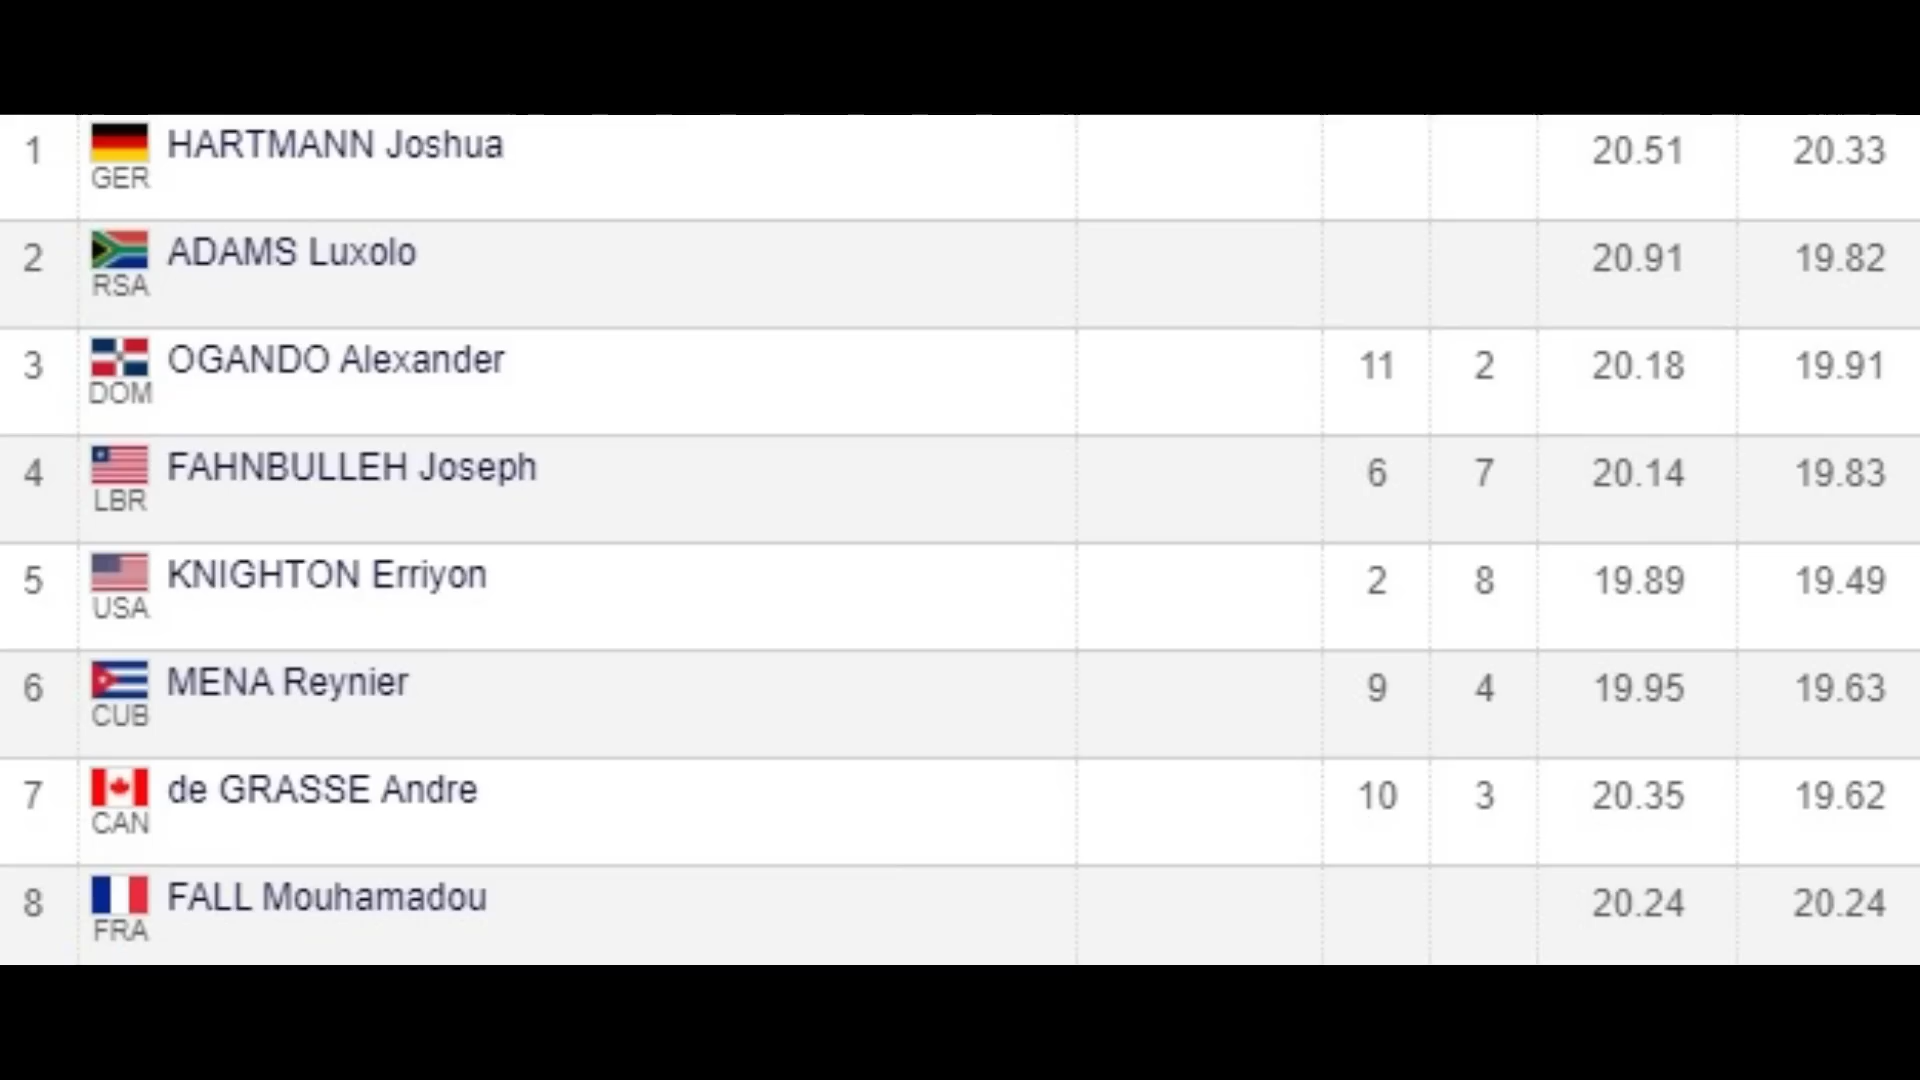 1 HARTMANN Joshua 20.51 20.33
GER
2 ADAMS Luxolo 20.91 19.82
RSA
3 OGANDO Alexander 11 2 20.18 19.91
DOM
4 FAHNBULLEH Joseph 6 7 20.14 19.83
LBR
5 KNIGHTON Erriyon 2 8 19.89 19.49
USA
6 MENA Reynier 9 4 19.95 19.63
CUB
7 de GRASSE Andre 10 3 20.35 19.62
CAN
8 FALL Mouhamadou 20.24 20.24
FRA